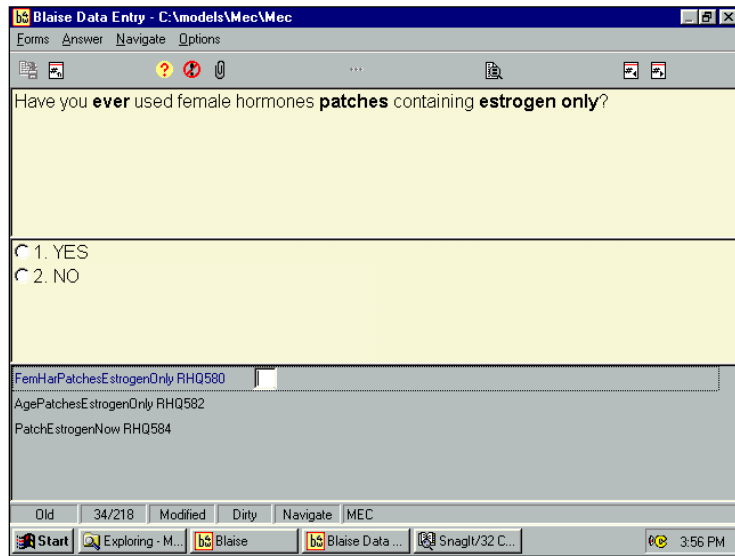 Blaise Data Entry - C:\models\Mec\Mec
Forms Answer Navigate Options
Have you ever used female hormones patches containing estrogen only?
1. YES
2. NO
FemHarPatchesEstrogenOnly RHQ580
AgePatchesEstrogenOnly RHQ582
PatchEstrogenNow RHQ584
Old 34/218 Modified Dirty Navigate MEC
Start Exploring - M... Blaise Blaise Data ... SnagIt/32 C... 3:56 PM